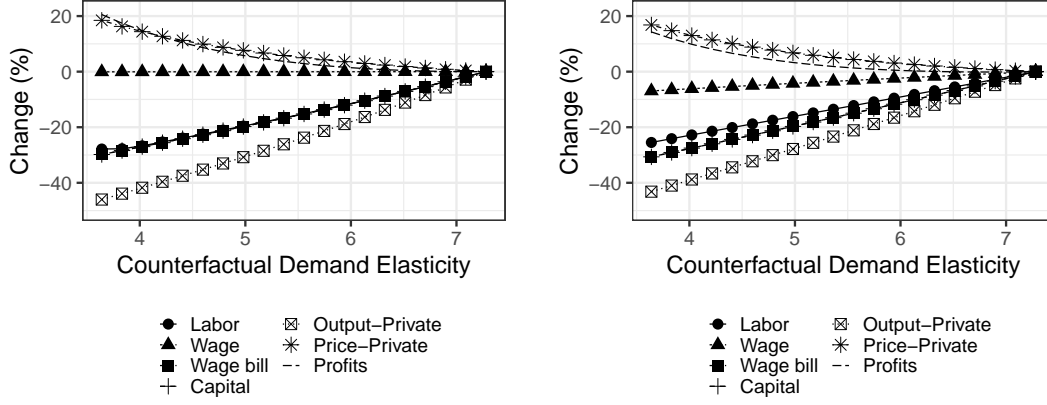 20
0
−20
−40
Change (%)
4 5 6 7
Counterfactual Demand Elasticity
Labor
Wage
Wage bill
Capital
Output−Private
Price−Private
Profits
20
0
−20
−40
Change (%)
4 5 6 7
Counterfactual Demand Elasticity
Labor
Wage
Wage bill
Capital
Output−Private
Price−Private
Profits